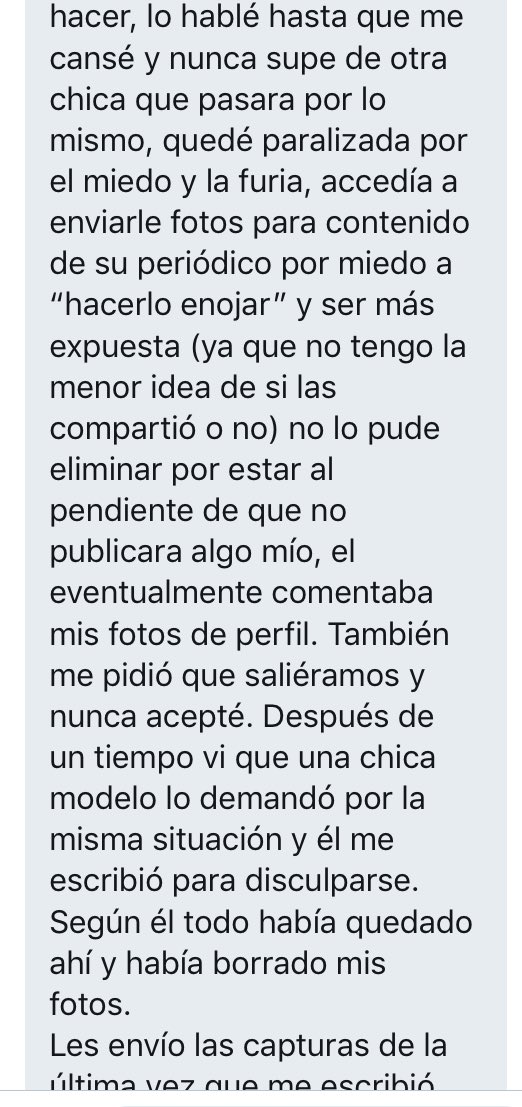 hacer, lo hablé hasta que me
cansé y nunca supe de otra
chica que pasara por lo
mismo, quedé paralizada por
el miedo y la furia, accedía a
enviarle fotos para contenido
de su periódico por miedo a
“hacerlo enojar” y ser más
expuesta (ya que no tengo la
menor idea de si las
compartió o no) no lo pude
eliminar por estar al
pendiente de que no
publicara algo mío, el
eventualmente comentaba
mis fotos de perfil. También
me pidió que saliéramos y
nunca acepté. Después de
un tiempo vi que una chica
modelo lo demandó por la
misma situación y él me
escribió para disculparse.
Según él todo había quedado
ahí y había borrado mis
fotos.
Les envío las capturas de la
última vez que me escribió